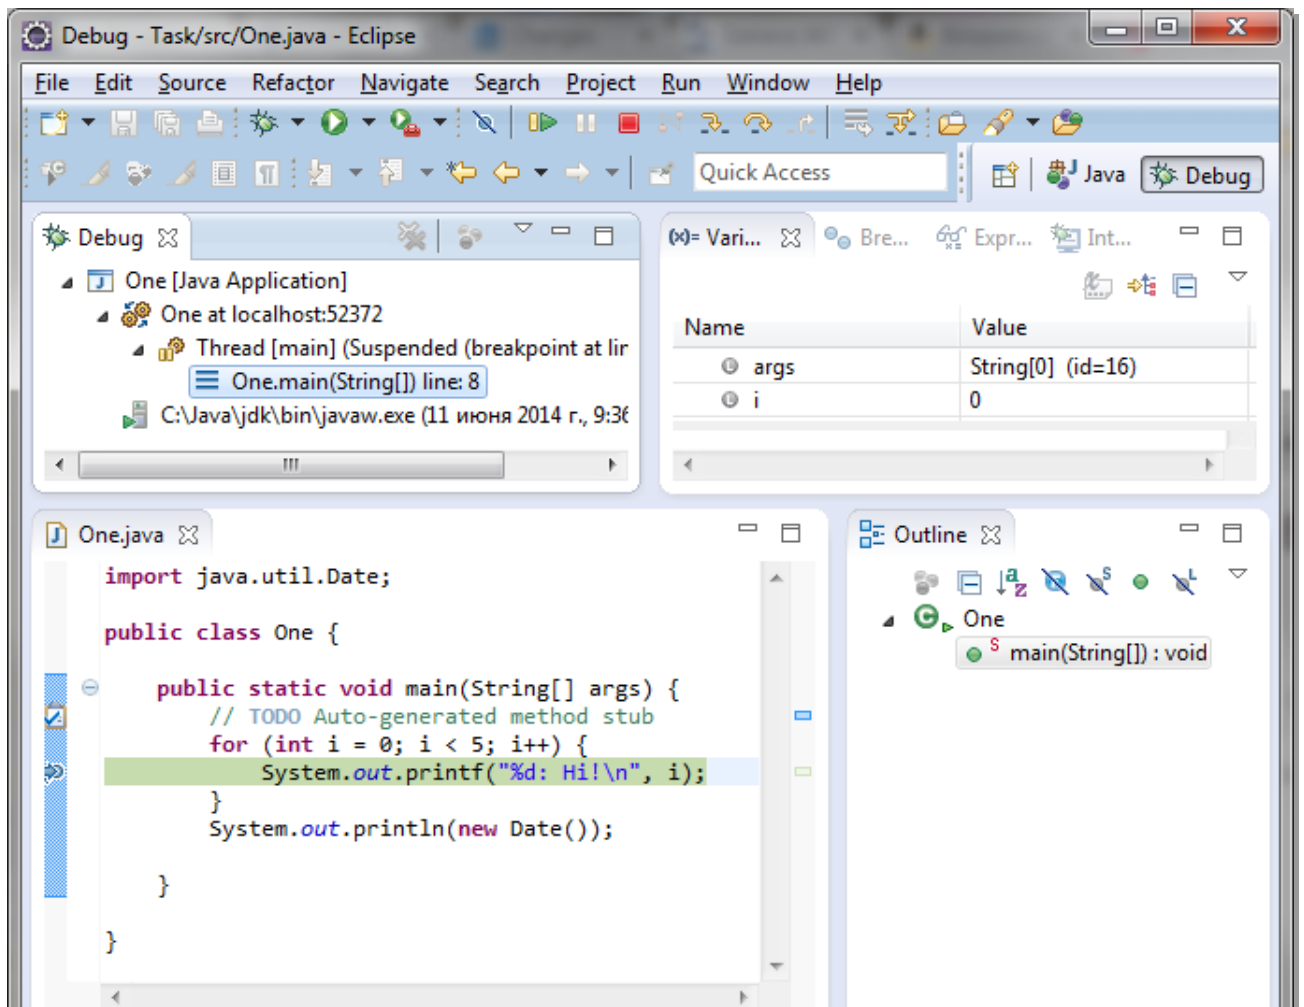 Debug - Task/src/One.java - Eclipse
File Edit Source Refactor Navigate Search Project Run Window Help
Quick Access
Java Debug
Debug
One [Java Application]
One at localhost:52372
Thread [main] (Suspended (breakpoint at lin
One.main(String[]) line: 8
C:\Java\jdk\bin\javaw.exe (11 июня 2014 г., 9:36
(x)= Vari... Bre... Expr... Int...
Name Value
args String[0] (id=16)
i 0
One.java
import java.util.Date;
public class One {
public static void main(String[] args) {
// TODO Auto-generated method stub
for (int i = 0; i < 5; i++) {
System.out.printf("%d: Hi!\n", i);
}
System.out.println(new Date());
}
}
Outline
One
main(String[]) : void